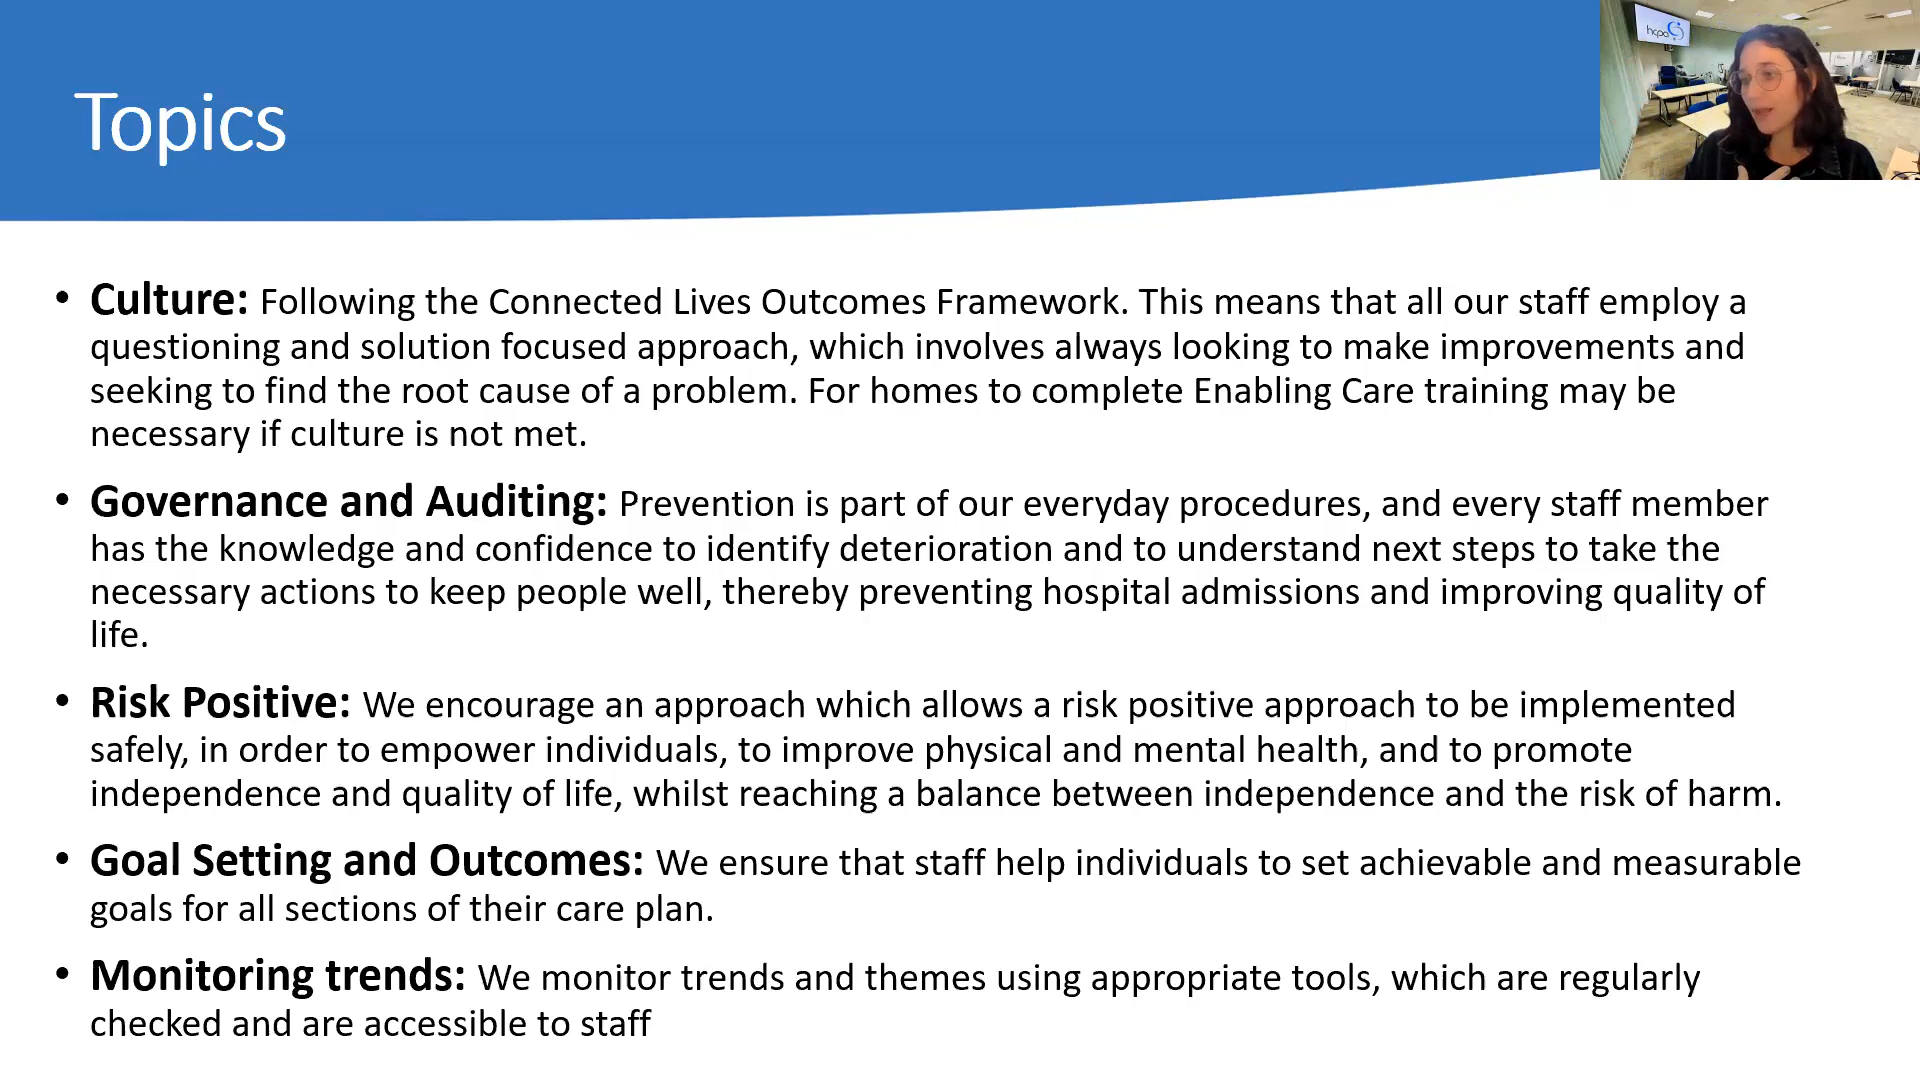 hcpa
Topics
• Culture: Following the Connected Lives Outcomes Framework. This means that all our staff employ a
questioning and solution focused approach, which involves always looking to make improvements and
seeking to find the root cause of a problem. For homes to complete Enabling Care training may be
necessary if culture is not met.
• Governance and Auditing: Prevention is part of our everyday procedures, and every staff member
has the knowledge and confidence to identify deterioration and to understand next steps to take the
necessary actions to keep people well, thereby preventing hospital admissions and improving quality of
life.
• Risk Positive: We encourage an approach which allows a risk positive approach to be implemented
safely, in order to empower individuals, to improve physical and mental health, and to promote
independence and quality of life, whilst reaching a balance between independence and the risk of harm.
• Goal Setting and Outcomes: We ensure that staff help individuals to set achievable and measurable
goals for all sections of their care plan.
• Monitoring trends: We monitor trends and themes using appropriate tools, which are regularly
checked and are accessible to staff